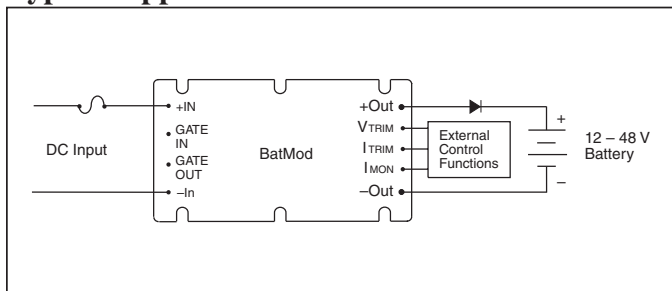 +IN
+Out
GATE
IN
VTRIM
External
Control
Functions
+
12 – 48 V
Battery
DC Input
BatMod
ITRIM
GATE
OUT
IMON
–In
–Out
–